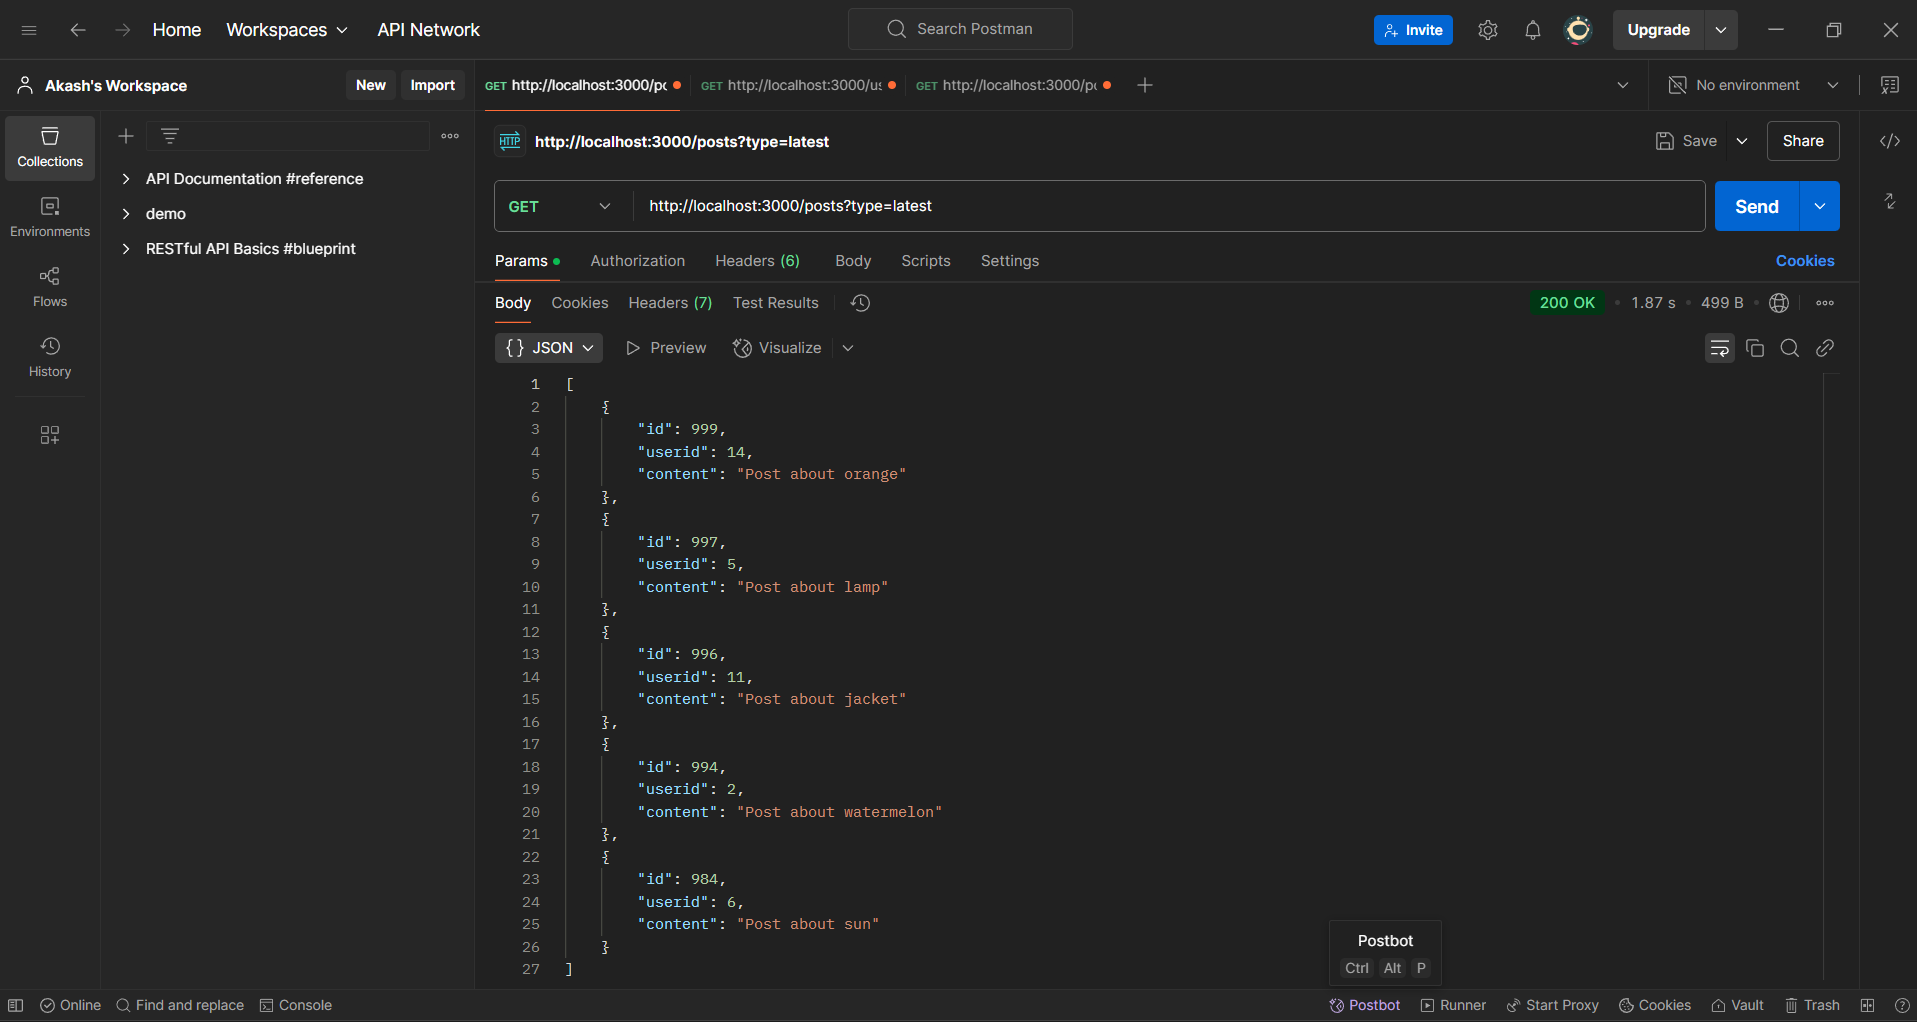 Home Workspaces API Network Search Postman Invite Upgrade
Akash's Workspace New Import GET http://localhost:3000/pc GET http://localhost:3000/us GET http://localhost:3000/pc No environment
HTTP http://localhost:3000/posts?type=latest Save Share
Collections
API Documentation #reference
demo
RESTful API Basics #blueprint
Environments
Flows
History
GET http://localhost:3000/posts?type=latest Send
Params Authorization Headers (6) Body Scripts Settings Cookies
Body Cookies Headers (7) Test Results 200 OK 1.87 s 499 B
{} JSON Preview Visualize
1 [
2 {
3 "id": 999,
4 "userid": 14,
5 "content": "Post about orange"
6 },
7 {
8 "id": 997,
9 "userid": 5,
10 "content": "Post about lamp"
11 },
12 {
13 "id": 996,
14 "userid": 11,
15 "content": "Post about jacket"
16 },
17 {
18 "id": 994,
19 "userid": 2,
20 "content": "Post about watermelon"
21 },
22 {
23 "id": 984,
24 "userid": 6,
25 "content": "Post about sun"
26 }
27 ]
Postbot
Ctrl Alt P
Online Find and replace Console Postbot Runner Start Proxy Cookies Vault Trash